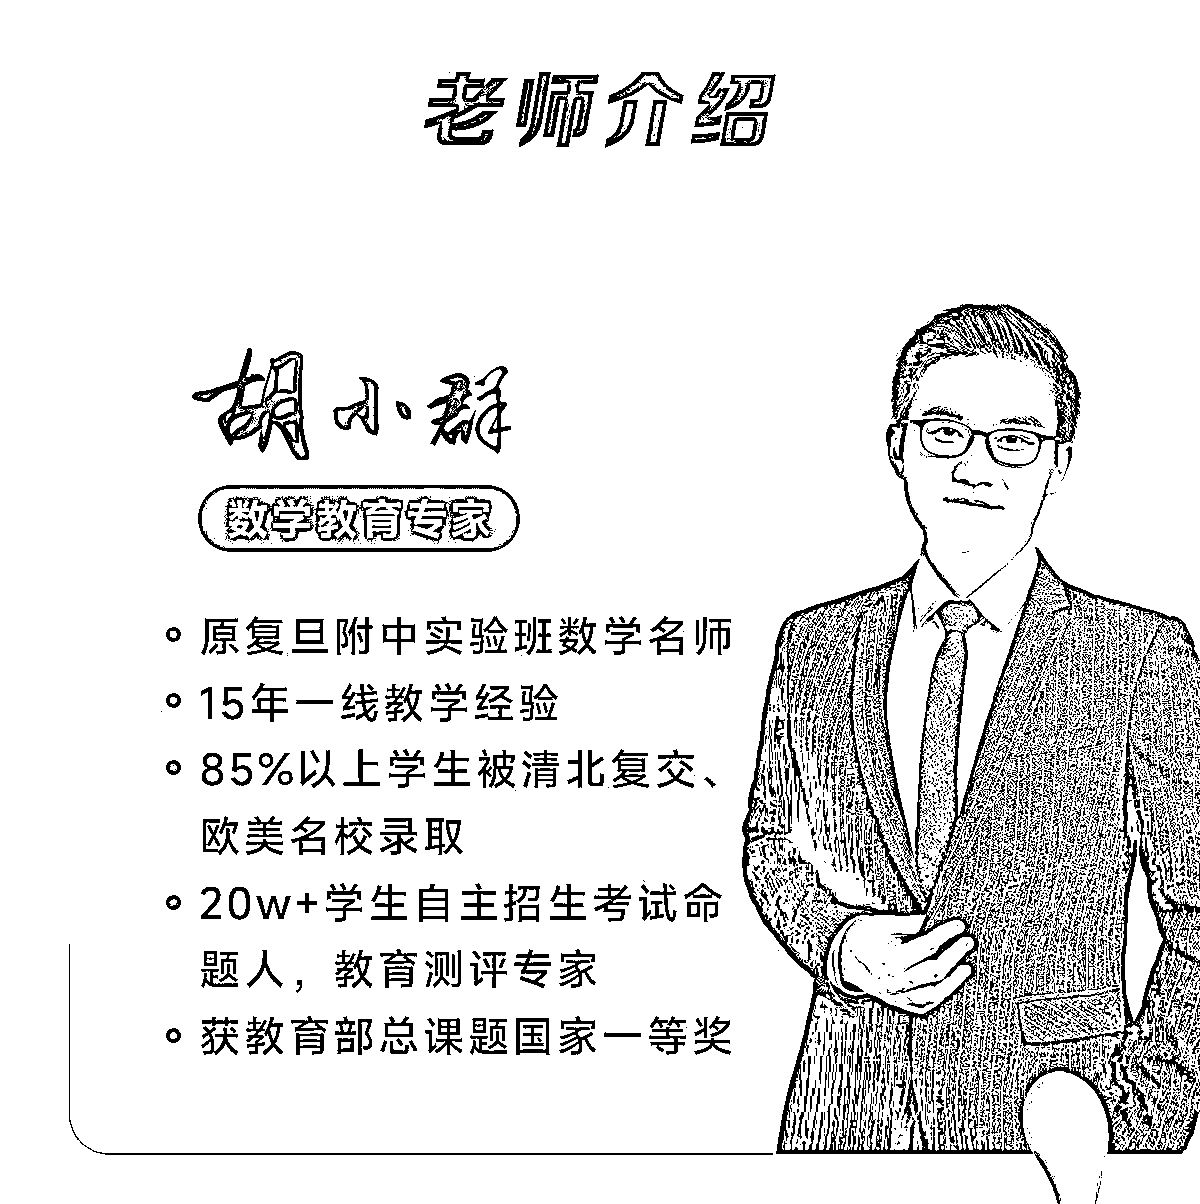 老师介绍
胡小群
数学教育专家
原复旦附中实验班数学名师
15年一线教学经验
85%以上学生被清北复交、
欧美名校录取
20w+学生自主招生考试命
题人，教育测评专家
获教育部总课题国家一等奖